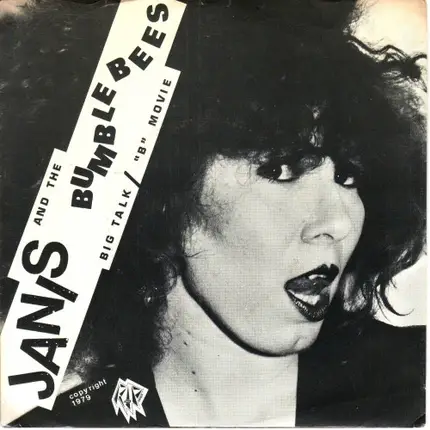 JANIS
AND THE
BUMBLE BEES
BIG TALK / "B" MOVIE
copyright
1979